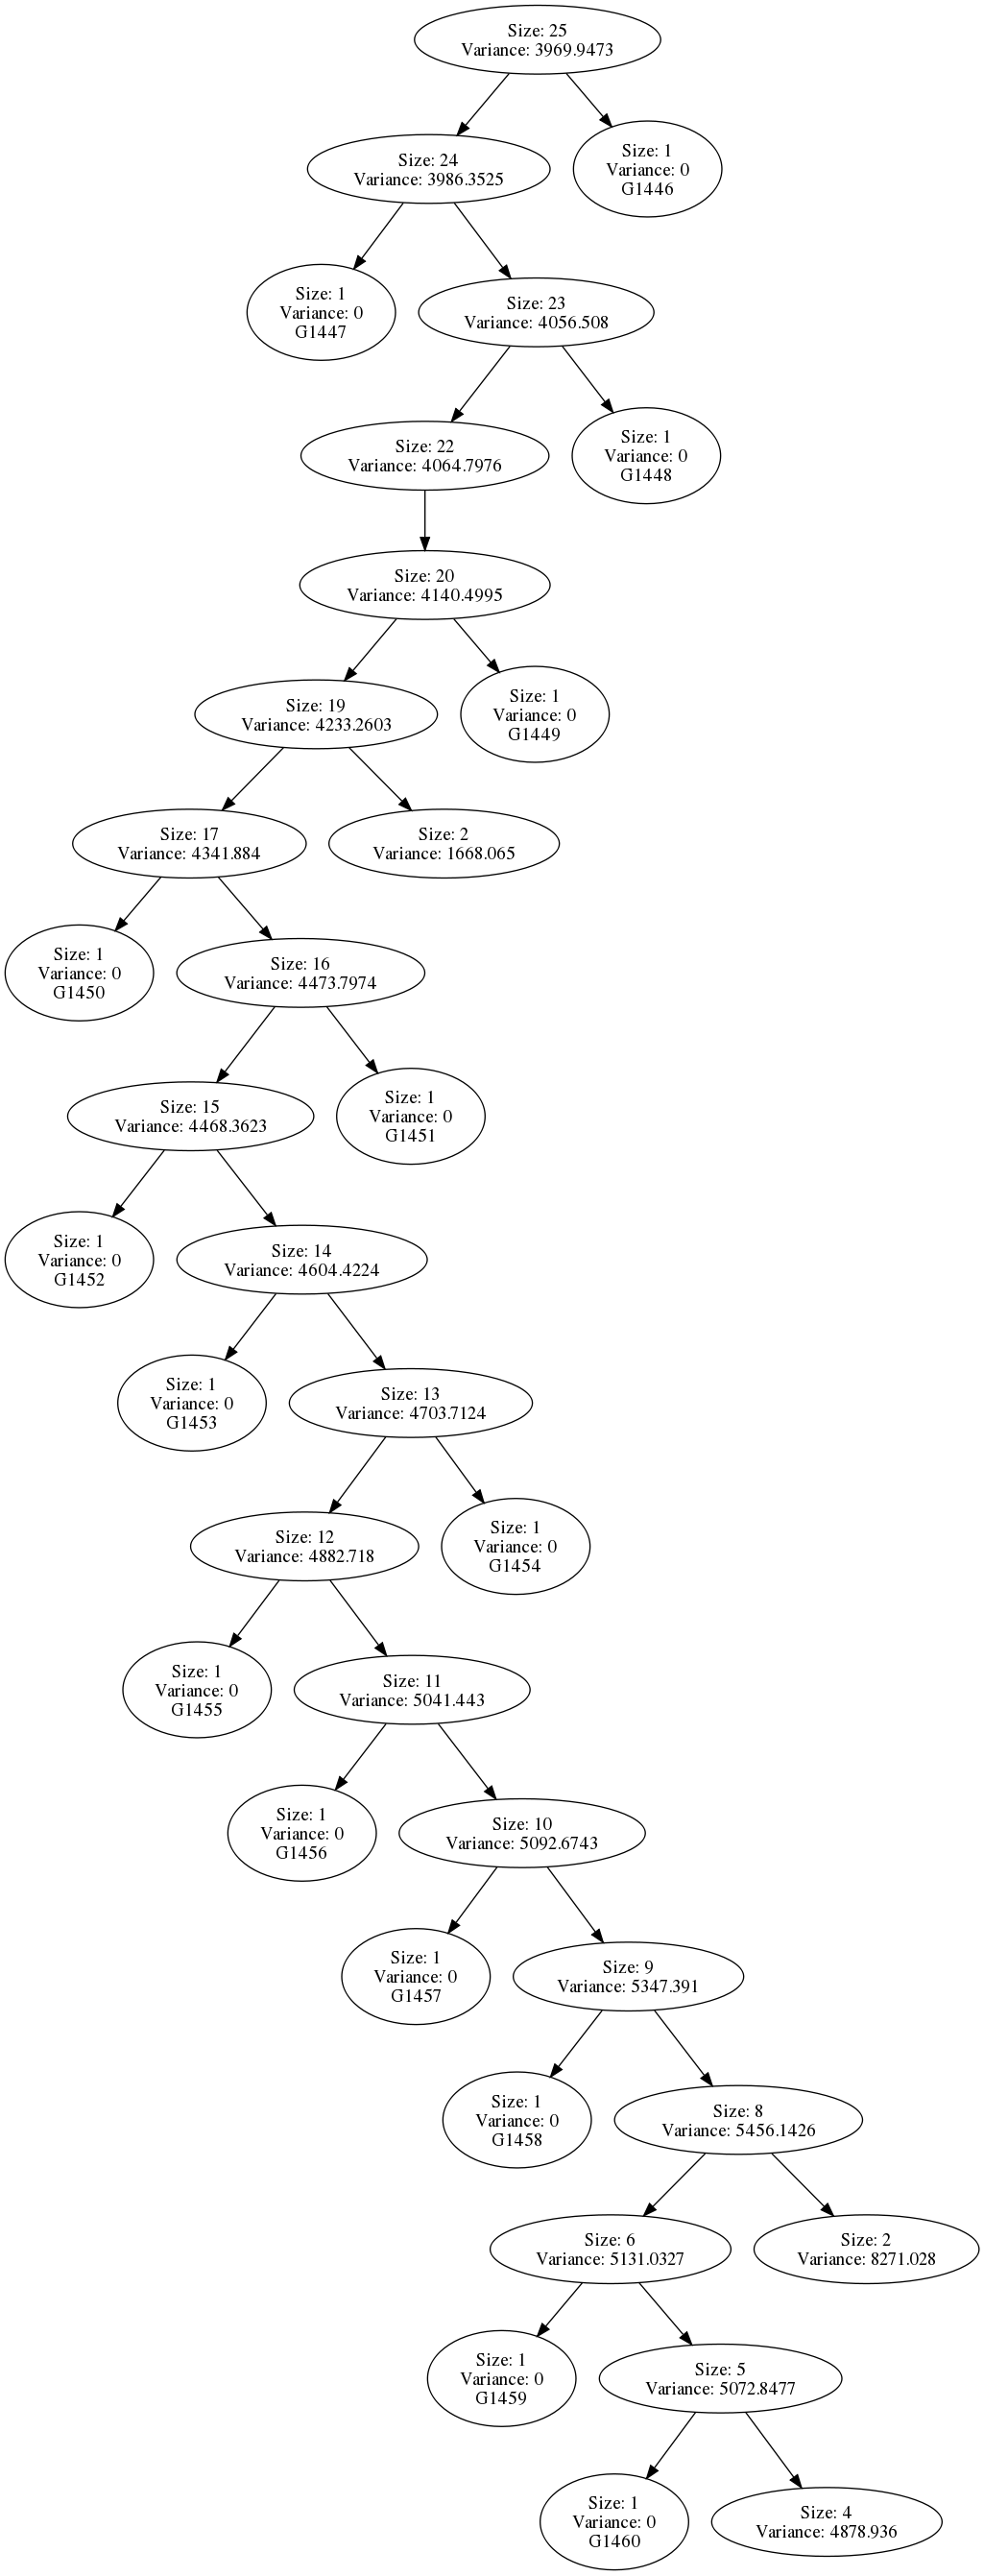 Size: 25
Variance: 3969.9473
Size: 24
Variance: 3986.3525
Size: 1
Variance: 0
G1446
Size: 1
Variance: 0
G1447
Size: 23
Variance: 4056.508
Size: 22
Variance: 4064.7976
Size: 1
Variance: 0
G1448
Size: 20
Variance: 4140.4995
Size: 19
Variance: 4233.2603
Size: 1
Variance: 0
G1449
Size: 17
Variance: 4341.884
Size: 2
Variance: 1668.065
Size: 1
Variance: 0
G1450
Size: 16
Variance: 4473.7974
Size: 15
Variance: 4468.3623
Size: 1
Variance: 0
G1451
Size: 1
Variance: 0
G1452
Size: 14
Variance: 4604.4224
Size: 1
Variance: 0
G1453
Size: 13
Variance: 4703.7124
Size: 12
Variance: 4882.718
Size: 1
Variance: 0
G1454
Size: 1
Variance: 0
G1455
Size: 11
Variance: 5041.443
Size: 1
Variance: 0
G1456
Size: 10
Variance: 5092.6743
Size: 1
Variance: 0
G1457
Size: 9
Variance: 5347.391
Size: 1
Variance: 0
G1458
Size: 8
Variance: 5456.1426
Size: 6
Variance: 5131.0327
Size: 2
Variance: 8271.028
Size: 1
Variance: 0
G1459
Size: 5
Variance: 5072.8477
Size: 1
Variance: 0
G1460
Size: 4
Variance: 4878.936